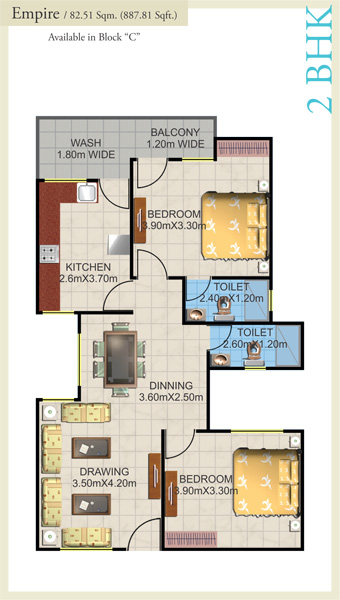 Empire / 82.51 Sqm. (887.81 Sqft.)
Available in Block “C”
2 BHK
BALCONY
1.20m WIDE
WASH
1.80m WIDE
BEDROOM
3.90mX3.30m
KITCHEN
2.6mX3.70m
TOILET
2.40mX1.20m
TOILET
2.60mX1.20m
DINNING
3.60mX2.50m
DRAWING
3.50mX4.20m
BEDROOM
3.90mX3.30m